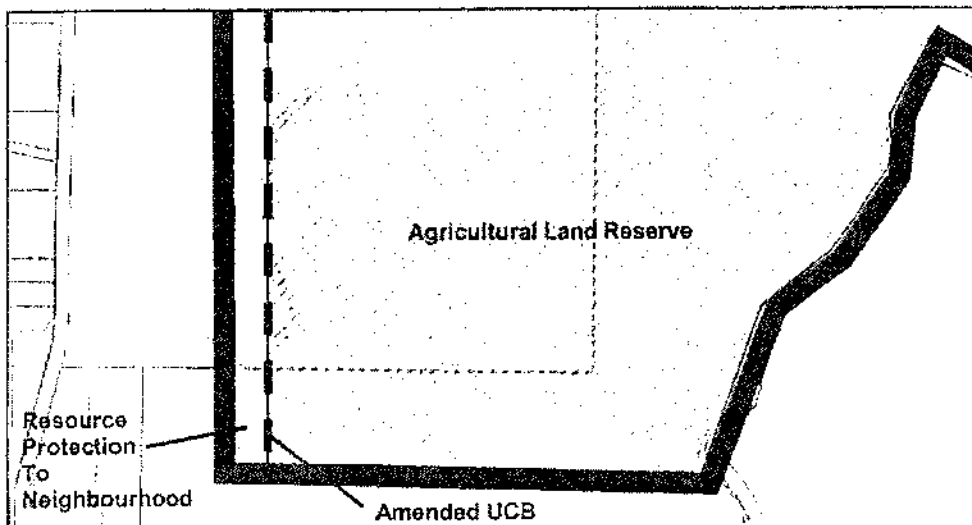 Agricultural Land Reserve
Resource
Protection
To
Neighbourhood
Amended UCB